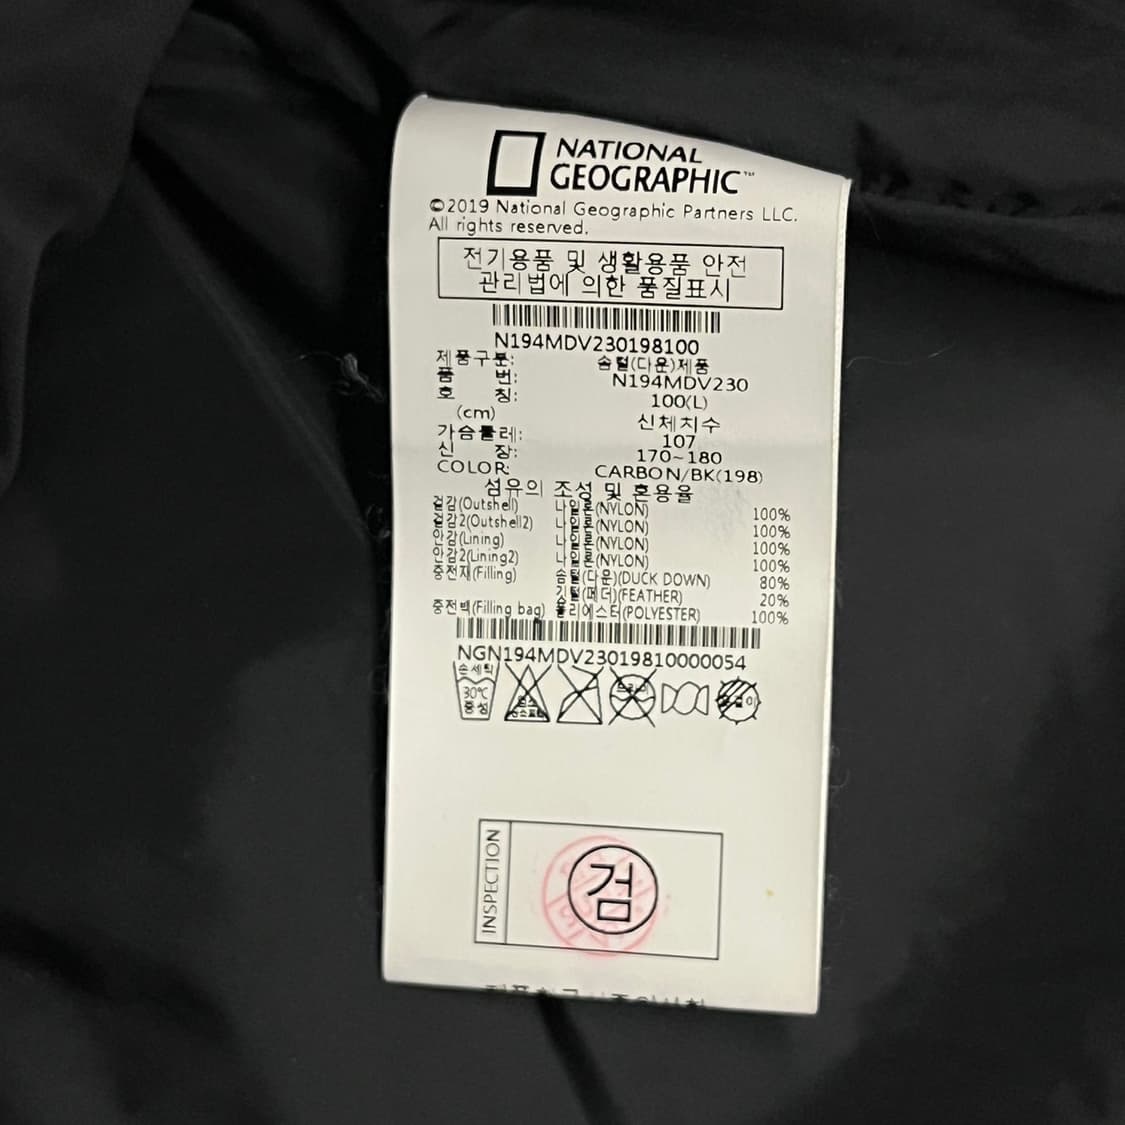 NATIONAL
GEOGRAPHIC™
©2019 National Geographic Partners LLC.
All rights reserved.
전기용품 및 생활용품 안전
관리법에 의한 품질표시
N194MDV230198100
제품구분: 솜털(다운)제품
품 번: N194MDV230
호 칭: 100(L)
(cm) 신체치수
가슴둘레: 107
신 장: 170~180
COLOR: CARBON/BK(198)
섬유의 조성 및 혼용율
겉감(Outshell) 나일론(NYLON) 100%
겉감2(Outshell2) 나일론(NYLON) 100%
안감(Lining) 나일론(NYLON) 100%
안감2(Lining2) 나일론(NYLON) 100%
충전재(Filling) 솜털(다운)(DUCK DOWN) 80%
깃털(페더)(FEATHER) 20%
충전백(Filling bag) 폴리에스터(POLYESTER) 100%
NGN194MDV23019810000054
손세탁
30℃
중성
INSPECTION
검